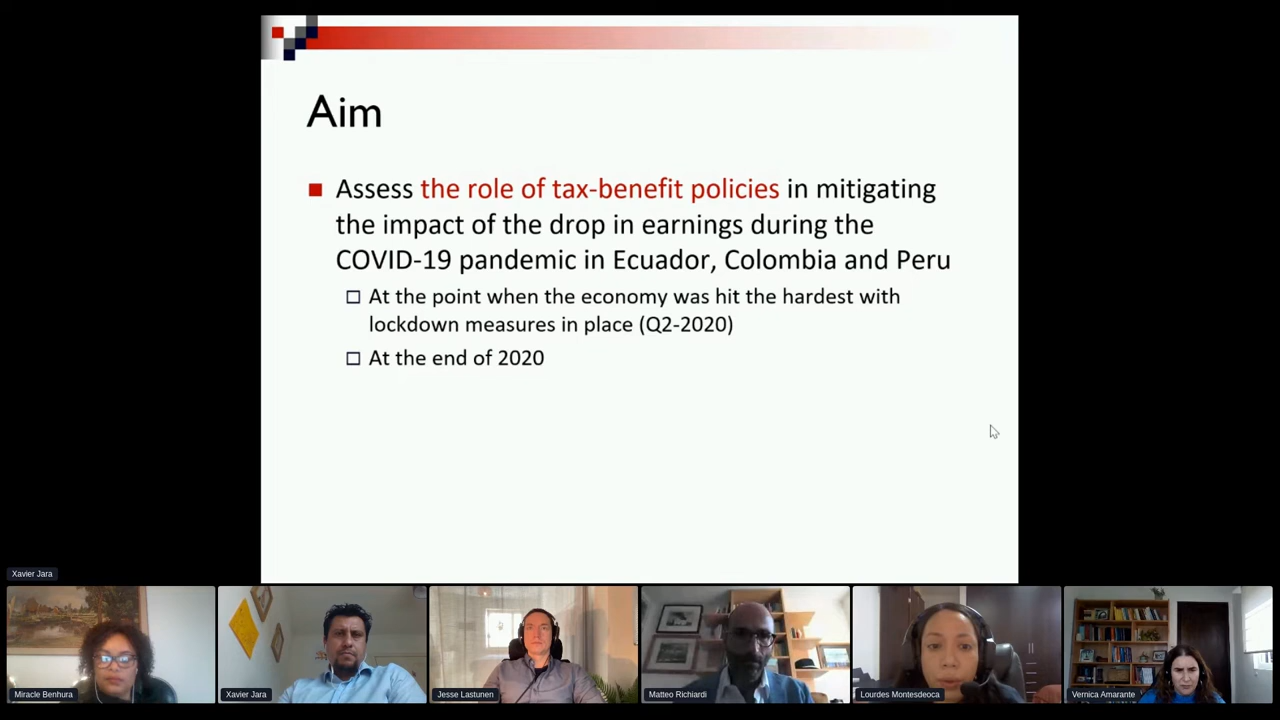 Aim
Assess the role of tax-benefit policies in mitigating
the impact of the drop in earnings during the
COVID-19 pandemic in Ecuador, Colombia and Peru
At the point when the economy was hit the hardest with
lockdown measures in place (Q2-2020)
At the end of 2020
Xavier Jara
Miracle Benhura
Xavier Jara
Jesse Lastunen
Matteo Richiardi
Lourdes Montesdeoca
Vernica Amarante